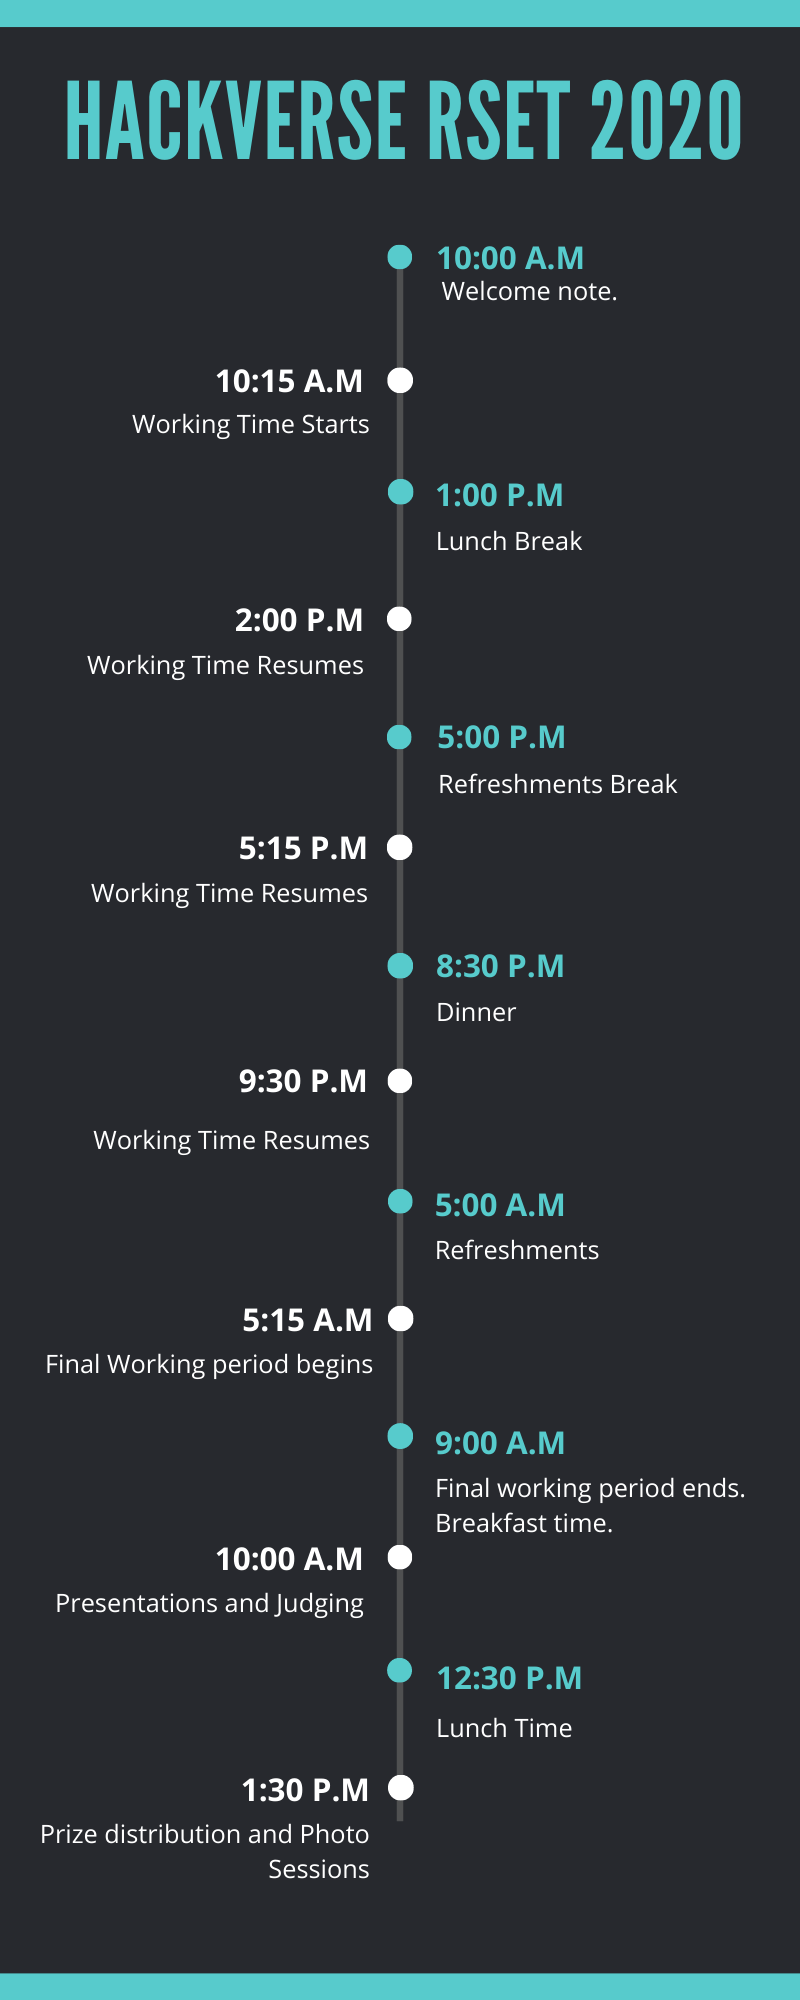 HACKVERSE RSET 2020
10:00 A.M
Welcome note.
10:15 A.M
Working Time Starts
1:00 P.M
Lunch Break
2:00 P.M
Working Time Resumes
5:00 P.M
Refreshments Break
5:15 P.M
Working Time Resumes
8:30 P.M
Dinner
9:30 P.M
Working Time Resumes
5:00 A.M
Refreshments
5:15 A.M
Final Working period begins
9:00 A.M
Final working period ends.
Breakfast time.
10:00 A.M
Presentations and Judging
12:30 P.M
Lunch Time
1:30 P.M
Prize distribution and Photo
Sessions